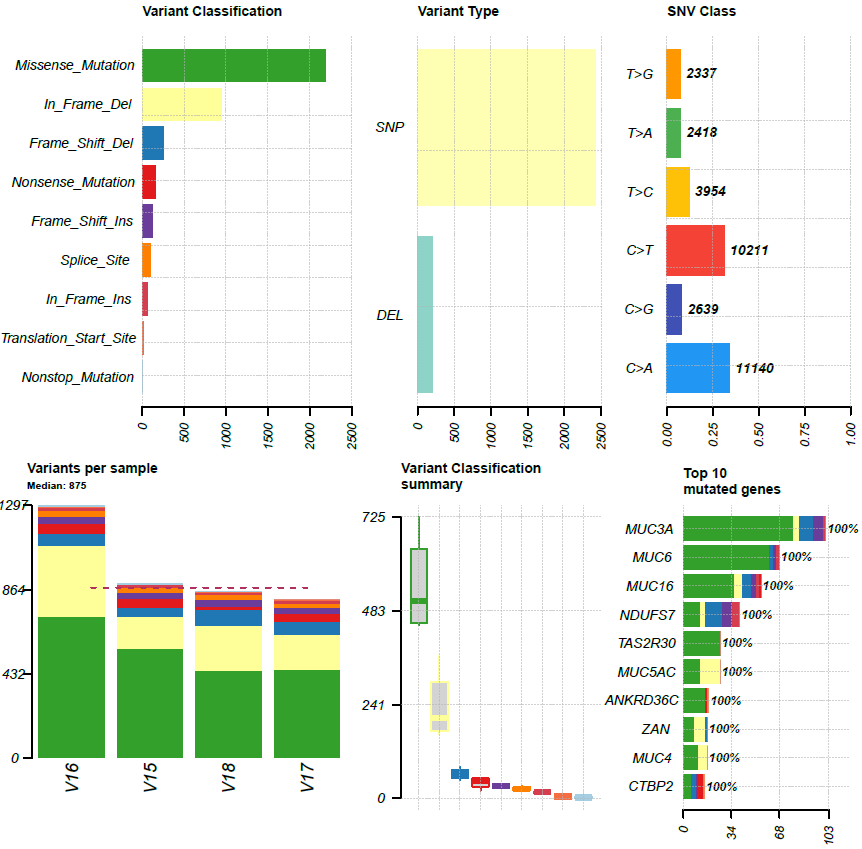 Variant Classification
Missense_Mutation
In_Frame_Del
Frame_Shift_Del
Nonsense_Mutation
Frame_Shift_Ins
Splice_Site
In_Frame_Ins
Translation_Start_Site
Nonstop_Mutation
0
500
1000
1500
2000
2500
Variant Type
SNP
DEL
0
500
1000
1500
2000
2500
SNV Class
T>G 2337
T>A 2418
T>C 3954
C>T 10211
C>G 2639
C>A 11140
0.00
0.25
0.50
0.75
1.00
Variants per sample
Median: 875
1297
864
432
0
V16
V15
V18
V17
Variant Classification
summary
725
483
241
0
Top 10
mutated genes
MUC3A 100%
MUC6 100%
MUC16 100%
NDUFS7 100%
TAS2R30 100%
MUC5AC 100%
ANKRD36C 100%
ZAN 100%
MUC4 100%
CTBP2 100%
0
34
68
103